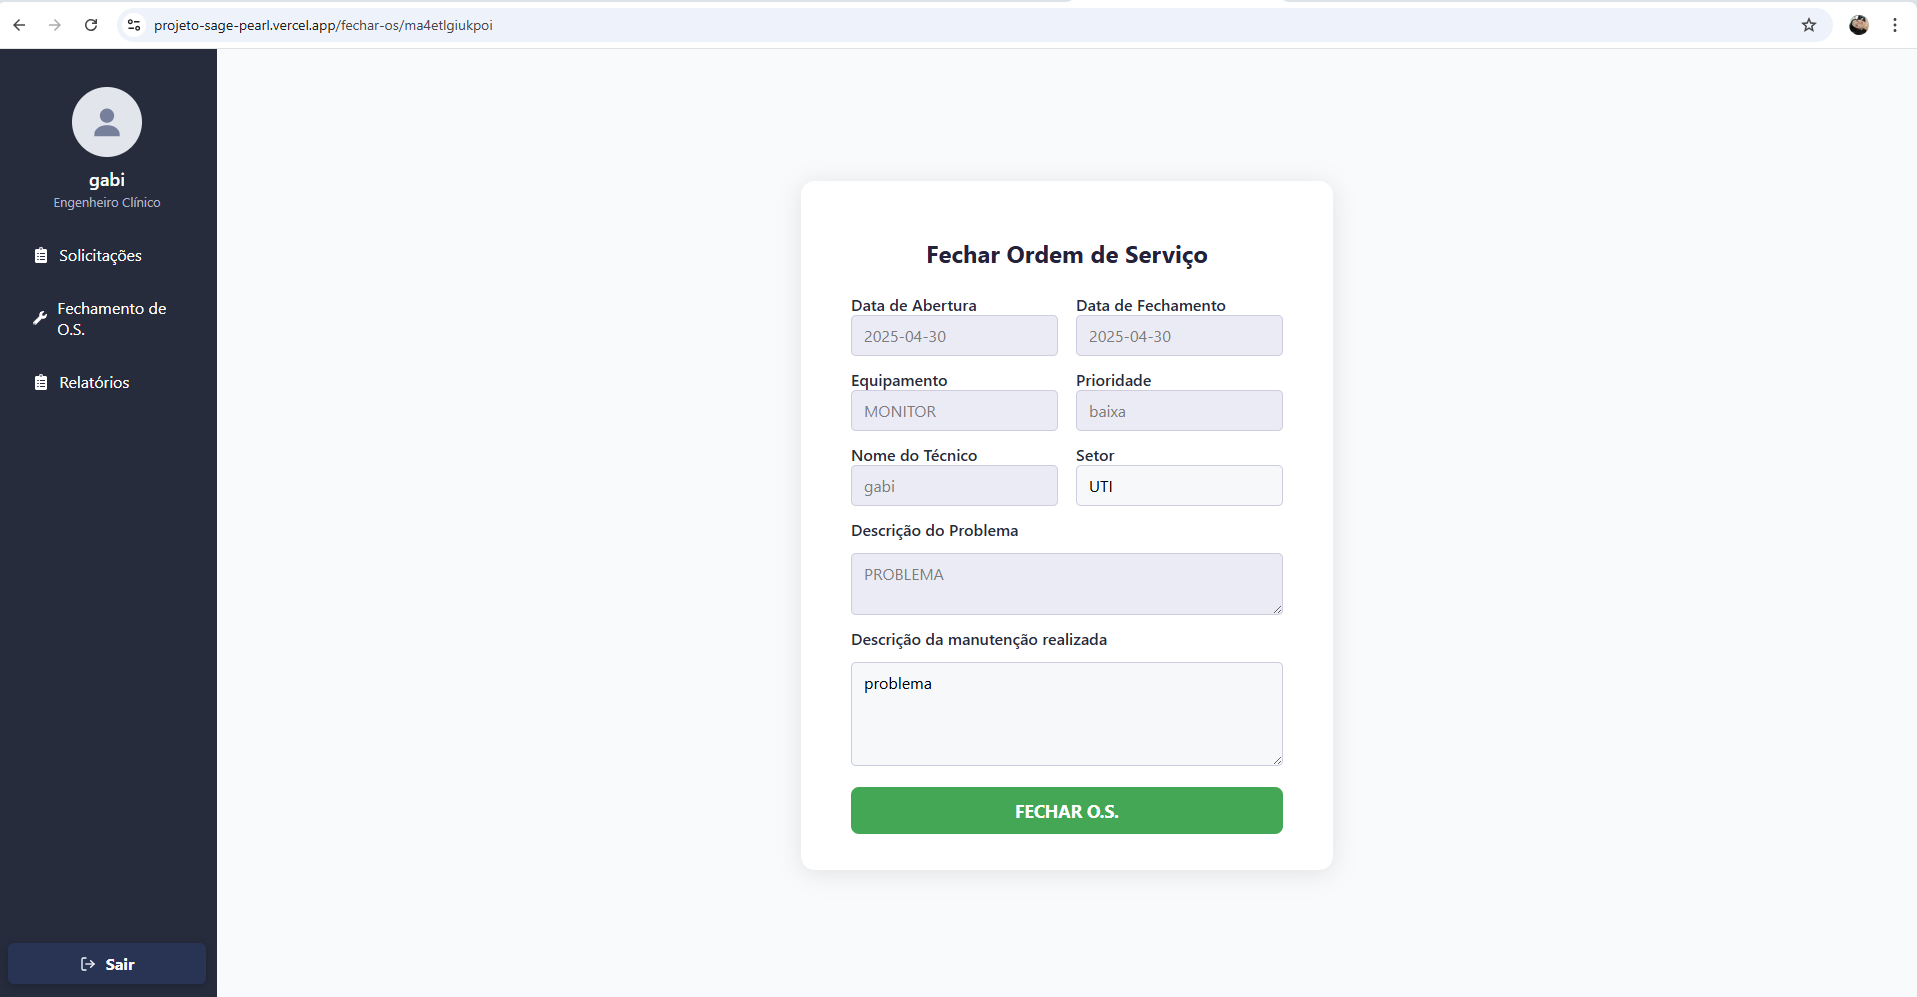 projeto-sage-pearl.vercel.app/fechar-os/ma4etlgiukpoi
gabi
Engenheiro Clínico
Solicitações
Fechamento de
O.S.
Relatórios
Sair
Fechar Ordem de Serviço
Data de Abertura
Data de Fechamento
2025-04-30
2025-04-30
Equipamento
Prioridade
MONITOR
baixa
Nome do Técnico
Setor
gabi
UTI
Descrição do Problema
PROBLEMA
Descrição da manutenção realizada
problema
FECHAR O.S.